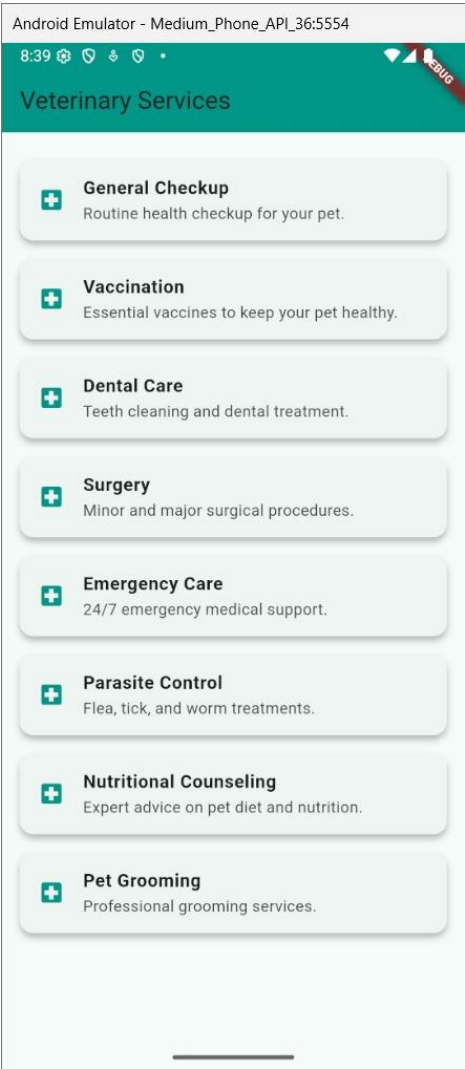 Android Emulator - Medium_Phone_API_36:5554
8:39
Veterinary Services
General Checkup
Routine health checkup for your pet.
Vaccination
Essential vaccines to keep your pet healthy.
Dental Care
Teeth cleaning and dental treatment.
Surgery
Minor and major surgical procedures.
Emergency Care
24/7 emergency medical support.
Parasite Control
Flea, tick, and worm treatments.
Nutritional Counseling
Expert advice on pet diet and nutrition.
Pet Grooming
Professional grooming services.